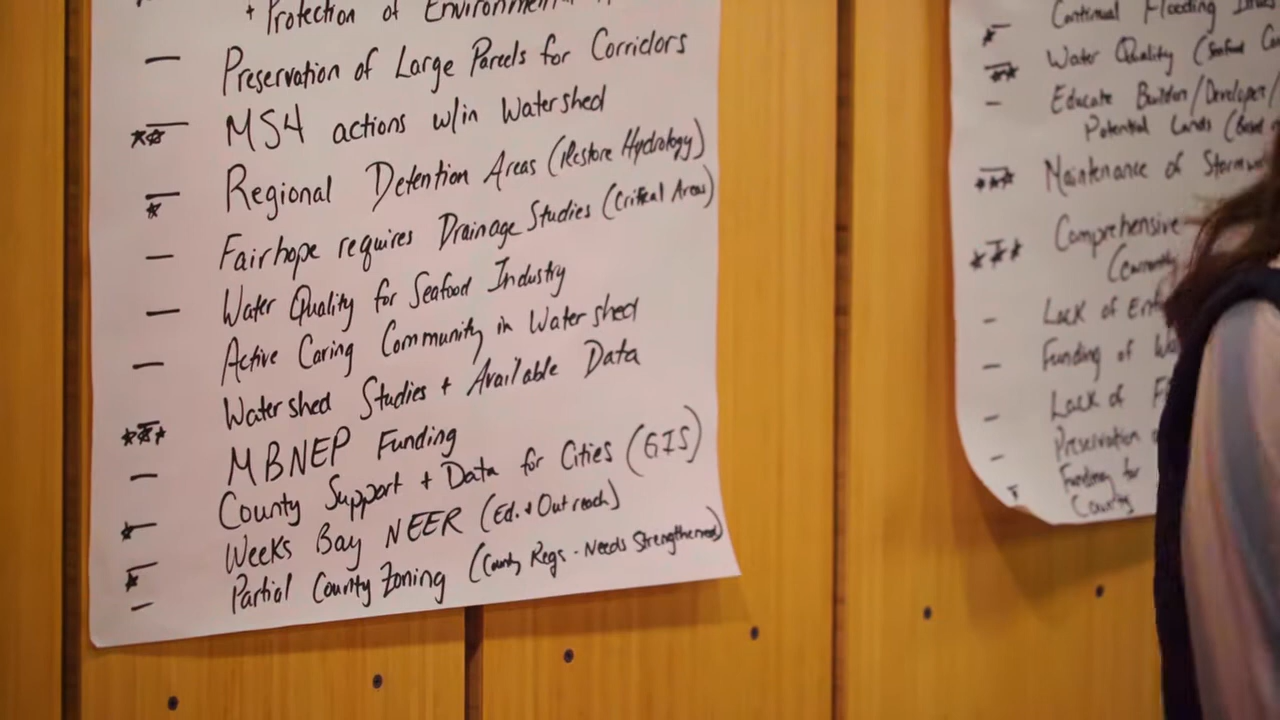 + Protection of
Preservation of Large Parcels for Corridors
MS4 actions w/in Watershed
Regional Detention Areas (Restore Hydrology)
Fairhope requires Drainage Studies (Critical Areas)
Water Quality for Seafood Industry
Active Caring Community in Watershed
Watershed Studies + Available Data
MBNEP Funding
County Support + Data for Cities (GIS)
Weeks Bay NEER (Ed. + Outreach)
Partial County Zoning (County Regs - Needs Strengthened)
Continual Flooding
Water Quality (Seafood
Educate Builder/Developer/
Potential Lands (
Maintenance of
Comprehensive
(Currently
Lack of
Funding of
Lack of
Preservation
Funding for
County